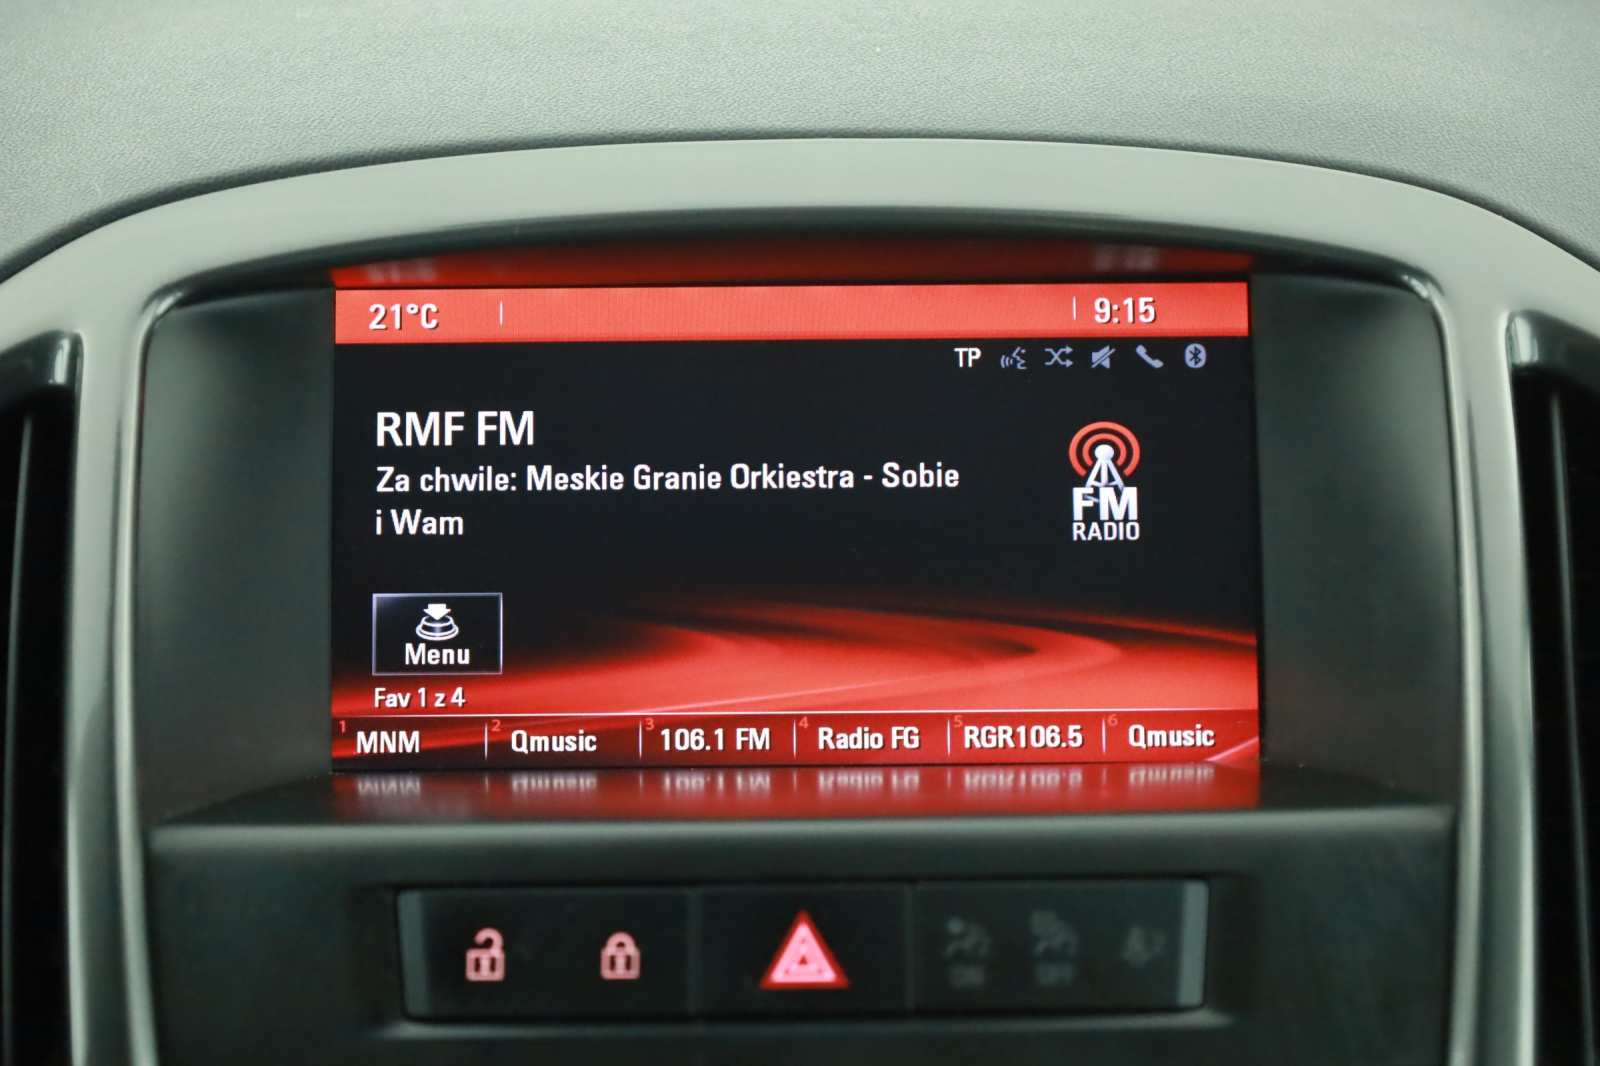 21°C 9:15
TP
RMF FM
Za chwile: Meskie Granie Orkiestra - Sobie
i Wam
FM
RADIO
Menu
Fav 1 z 4
1 MNM 2 Qmusic 3 106.1 FM 4 Radio FG 5 RGR106.5 6 Qmusic